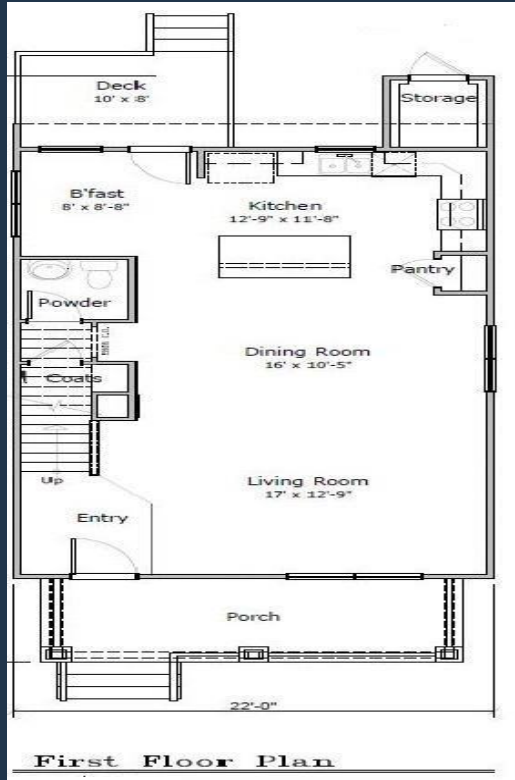 Deck
10' x 8'
Storage
B'fast
8' x 8'-8"
Kitchen
12'-9" x 11'-8"
Pantry
Powder
Dining Room
16' x 10'-5"
Coats
Living Room
17' x 12'-9"
Up
Entry
Porch
22'-0"
First Floor Plan